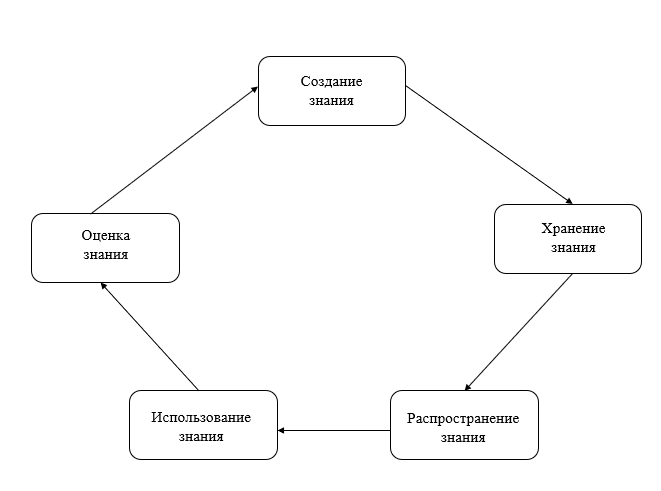 Создание
знания
Хранение
знания
Распространение
знания
Использование
знания
Оценка
знания